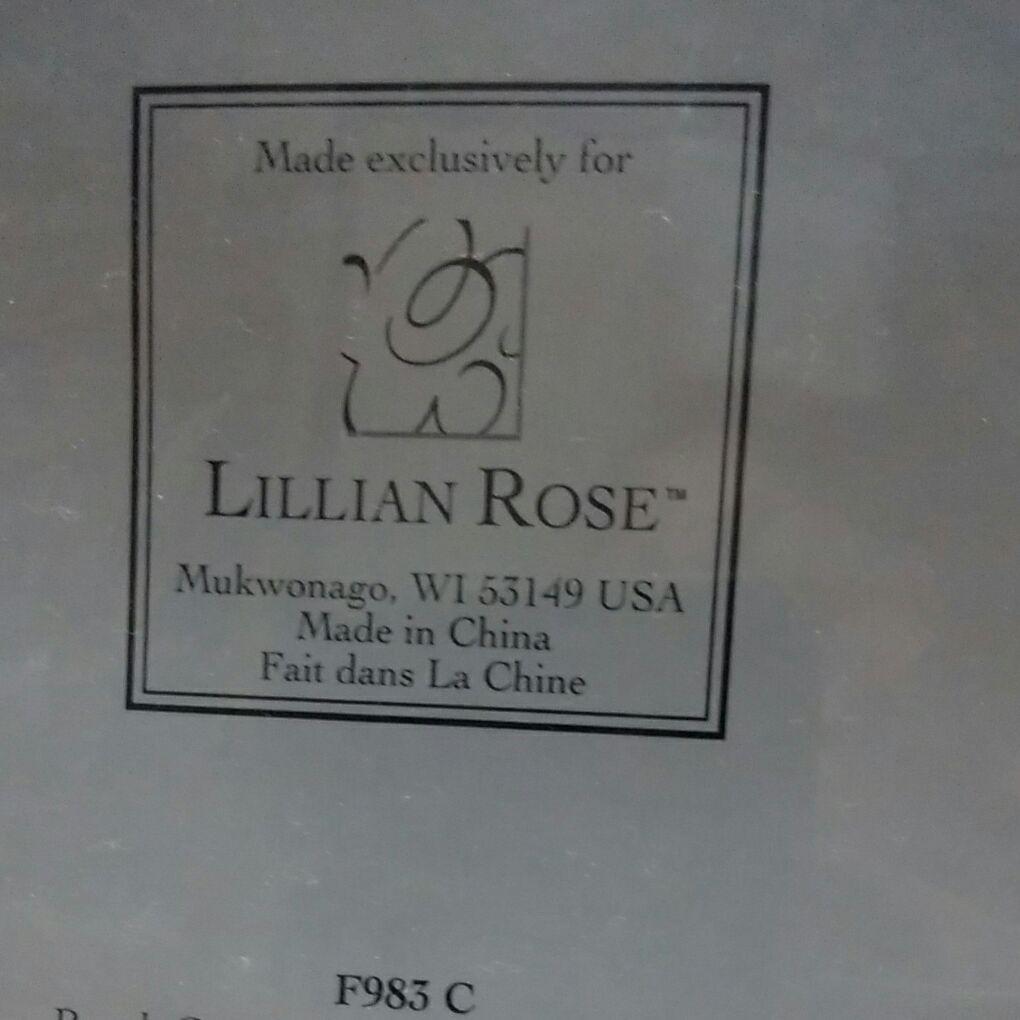 Made exclusively for
LILLIAN ROSE™
Mukwonago, WI 53149 USA
Made in China
Fait dans La Chine
F983 C